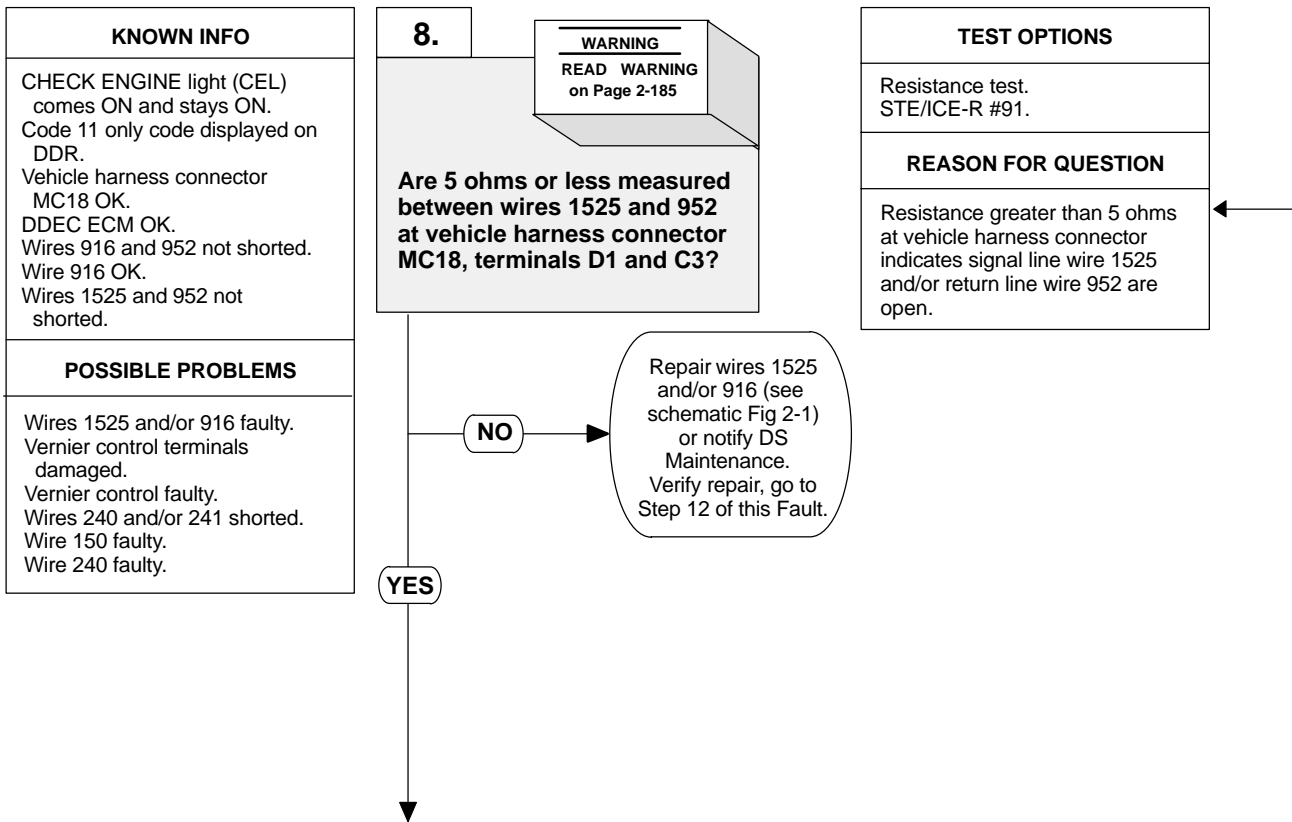 KNOWN INFO
CHECK ENGINE light (CEL)
comes ON and stays ON.
Code 11 only code displayed on
DDR.
Vehicle harness connector
MC18 OK.
DDEC ECM OK.
Wires 916 and 952 not shorted.
Wire 916 OK.
Wires 1525 and 952 not
shorted.
POSSIBLE PROBLEMS
Wires 1525 and/or 916 faulty.
Vernier control terminals
damaged.
Vernier control faulty.
Wires 240 and/or 241 shorted.
Wire 150 faulty.
Wire 240 faulty.
8.
WARNING
READ WARNING
on Page 2-185
Are 5 ohms or less measured
between wires 1525 and 952
at vehicle harness connector
MC18, terminals D1 and C3?
NO
Repair wires 1525
and/or 916 (see
schematic Fig 2-1)
or notify DS
Maintenance.
Verify repair, go to
Step 12 of this Fault.
YES
TEST OPTIONS
Resistance test.
STE/ICE-R #91.
REASON FOR QUESTION
Resistance greater than 5 ohms
at vehicle harness connector
indicates signal line wire 1525
and/or return line wire 952 are
open.